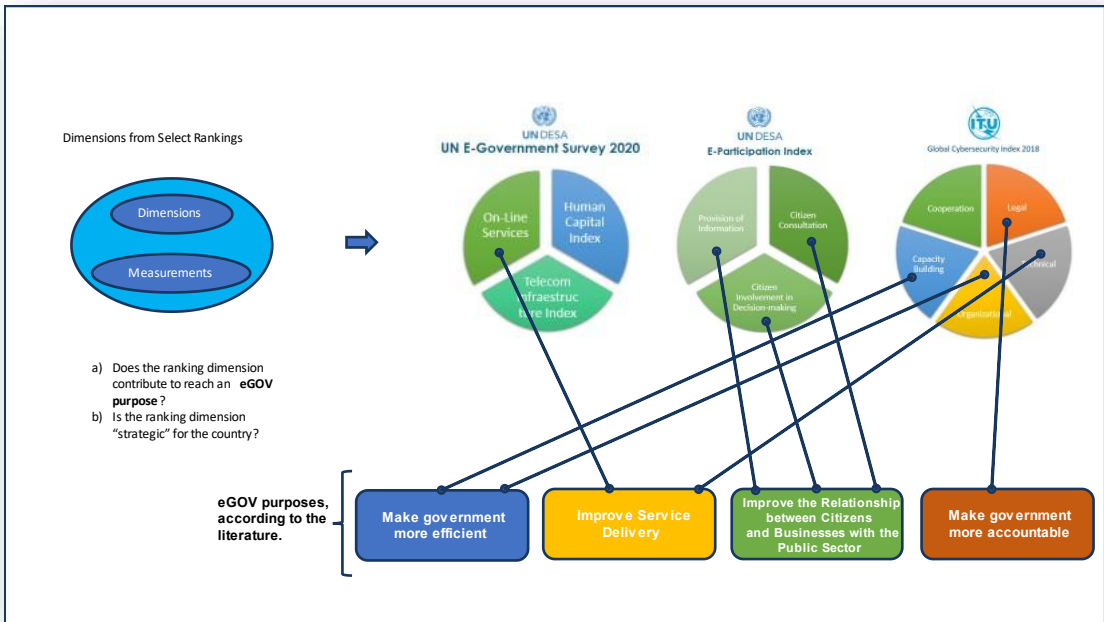 Dimensions from Select Rankings
Dimensions
Measurements
a) Does the ranking dimension
contribute to reach an eGOV
purpose?
b) Is the ranking dimension
"strategic" for the country?
UN DESA
UN E-Government Survey 2020
On-Line
Services
Human
Capital
Index
Telecom
Infraestruc
ture Index
UN DESA
E-Participation Index
Provision of
Information
Citizen
Consultation
Citizen
Involvement in
Decision-making
ITU
Global Cybersecurity Index 2018
Cooperation
Legal
Capacity
Building
Technical
Organizational
eGOV purposes,
according to the
literature.
Make government
more efficient
Improve Service
Delivery
Improve the Relationship
between Citizens
and Businesses with the
Public Sector
Make government
more accountable